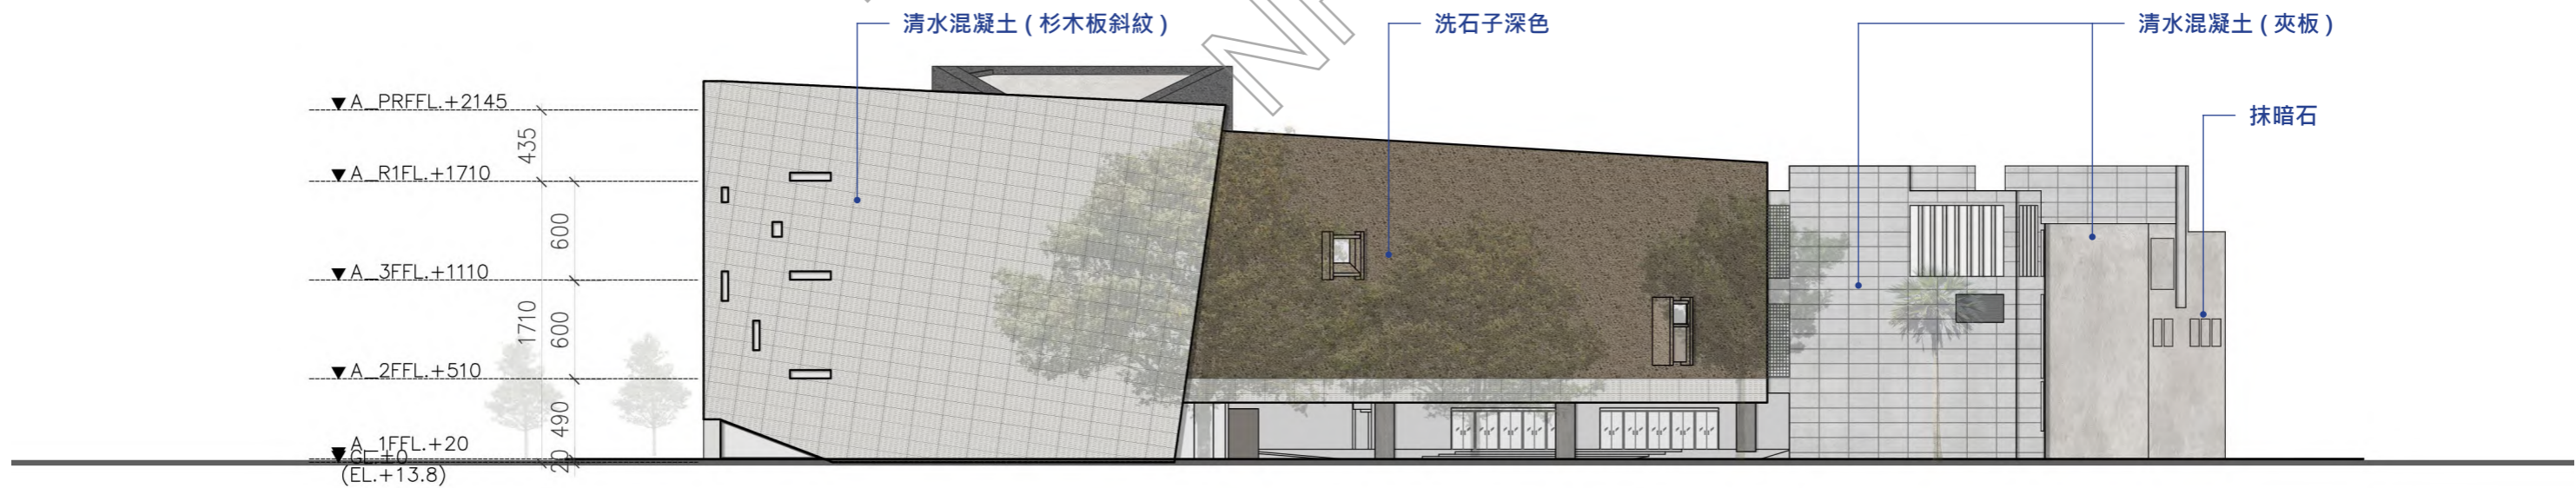 清水混凝土 ( 杉木板斜紋 )
洗石子深色
清水混凝土 ( 夾板 )
抹暗石
A_PRFFL.+2145
435
A_R1FL.+1710
600
A_3FFL.+1110
1710
600
A_2FFL.+510
490
A_1FFL.+20
GL.±0
20
(EL.+13.8)